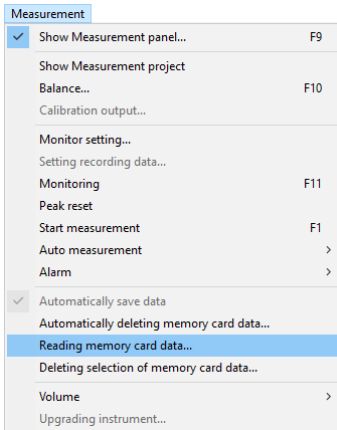 Measurement
Show Measurement panel... F9
Show Measurement project
Balance... F10
Calibration output...
Monitor setting...
Setting recording data...
Monitoring F11
Peak reset
Start measurement F1
Auto measurement
Alarm
Automatically save data
Automatically deleting memory card data...
Reading memory card data...
Deleting selection of memory card data...
Volume
Upgrading instrument...